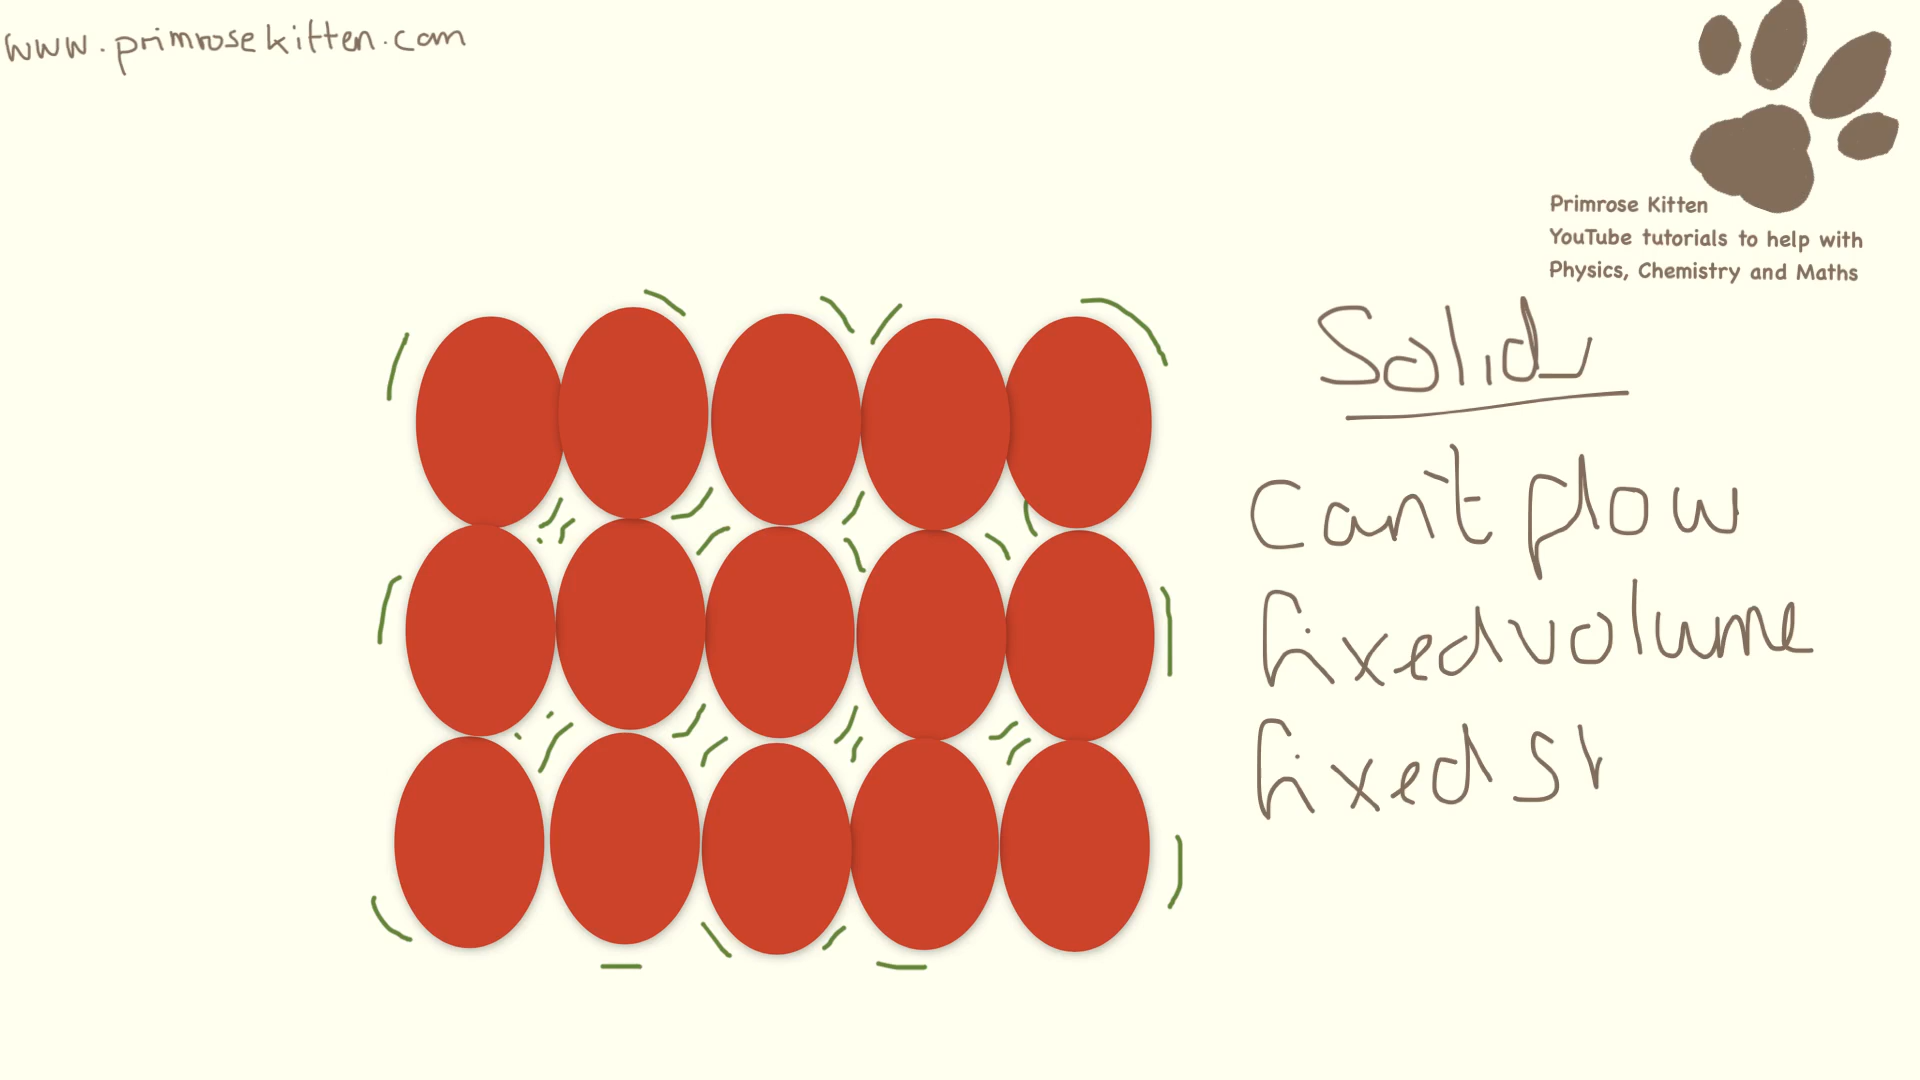 www.primrosekitten.com
Primrose Kitten
YouTube tutorials to help with
Physics, Chemistry and Maths
Solid
Can't flow
fixed volume
fixed sh